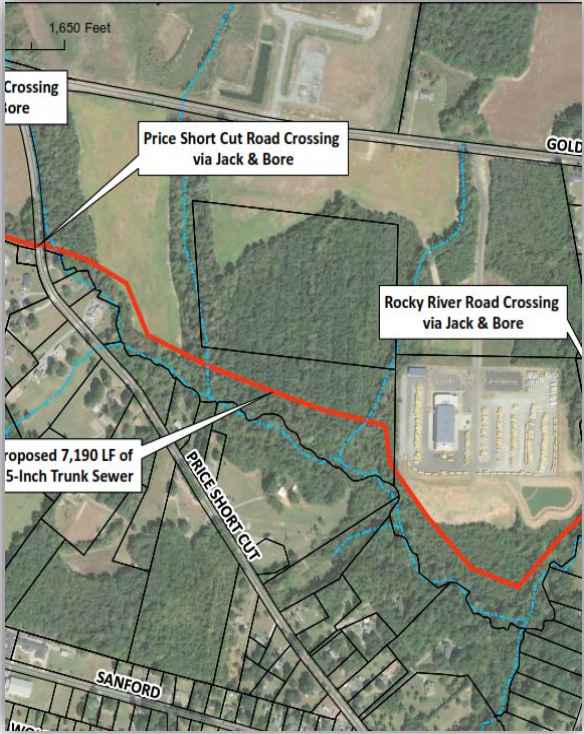 1,650 Feet
Crossing
Bore
Price Short Cut Road Crossing
via Jack & Bore
GOLD
Rocky River Road Crossing
via Jack & Bore
roposed 7,190 LF of
5-Inch Trunk Sewer
PRICE SHORT CUT
SANFORD